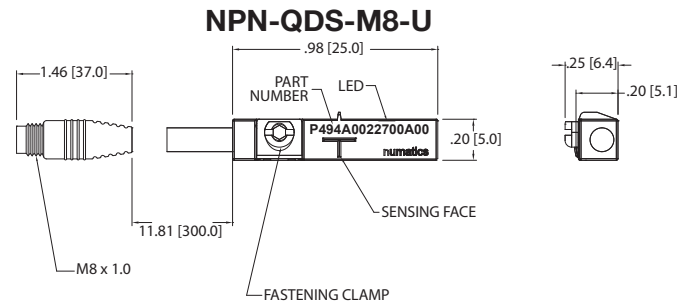 NPN-QDS-M8-U
.98 [25.0]
1.46 [37.0]
.25 [6.4]
.20 [5.1]
PART
NUMBER
LED
P494A0022700A00
.20 [5.0]
numatics
SENSING FACE
11.81 [300.0]
M8 x 1.0
FASTENING CLAMP